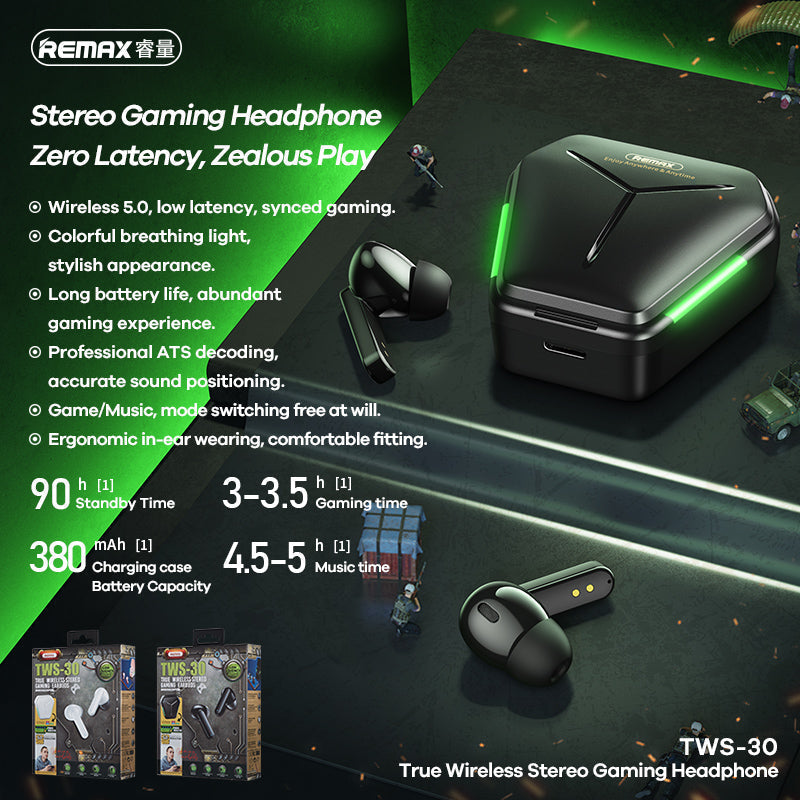 REMAX 睿量
Stereo Gaming Headphone
Zero Latency, Zealous Play
Wireless 5.0, low latency, synced gaming.
Colorful breathing light,
stylish appearance.
Long battery life, abundant
gaming experience.
Professional ATS decoding,
accurate sound positioning.
Game/Music, mode switching free at will.
Ergonomic in-ear wearing, comfortable fitting.
90 h [1]
Standby Time
3-3.5 h [1]
Gaming time
380 mAh [1]
Charging case
Battery Capacity
4.5-5 h [1]
Music time
REMAX
Enjoy Anywhere & Anytime
TWS-30
TRUE WIRELESS STEREO
GAMING EARBUDS
TWS-30
TRUE WIRELESS STEREO
GAMING EARBUDS
TWS-30
True Wireless Stereo Gaming Headphone